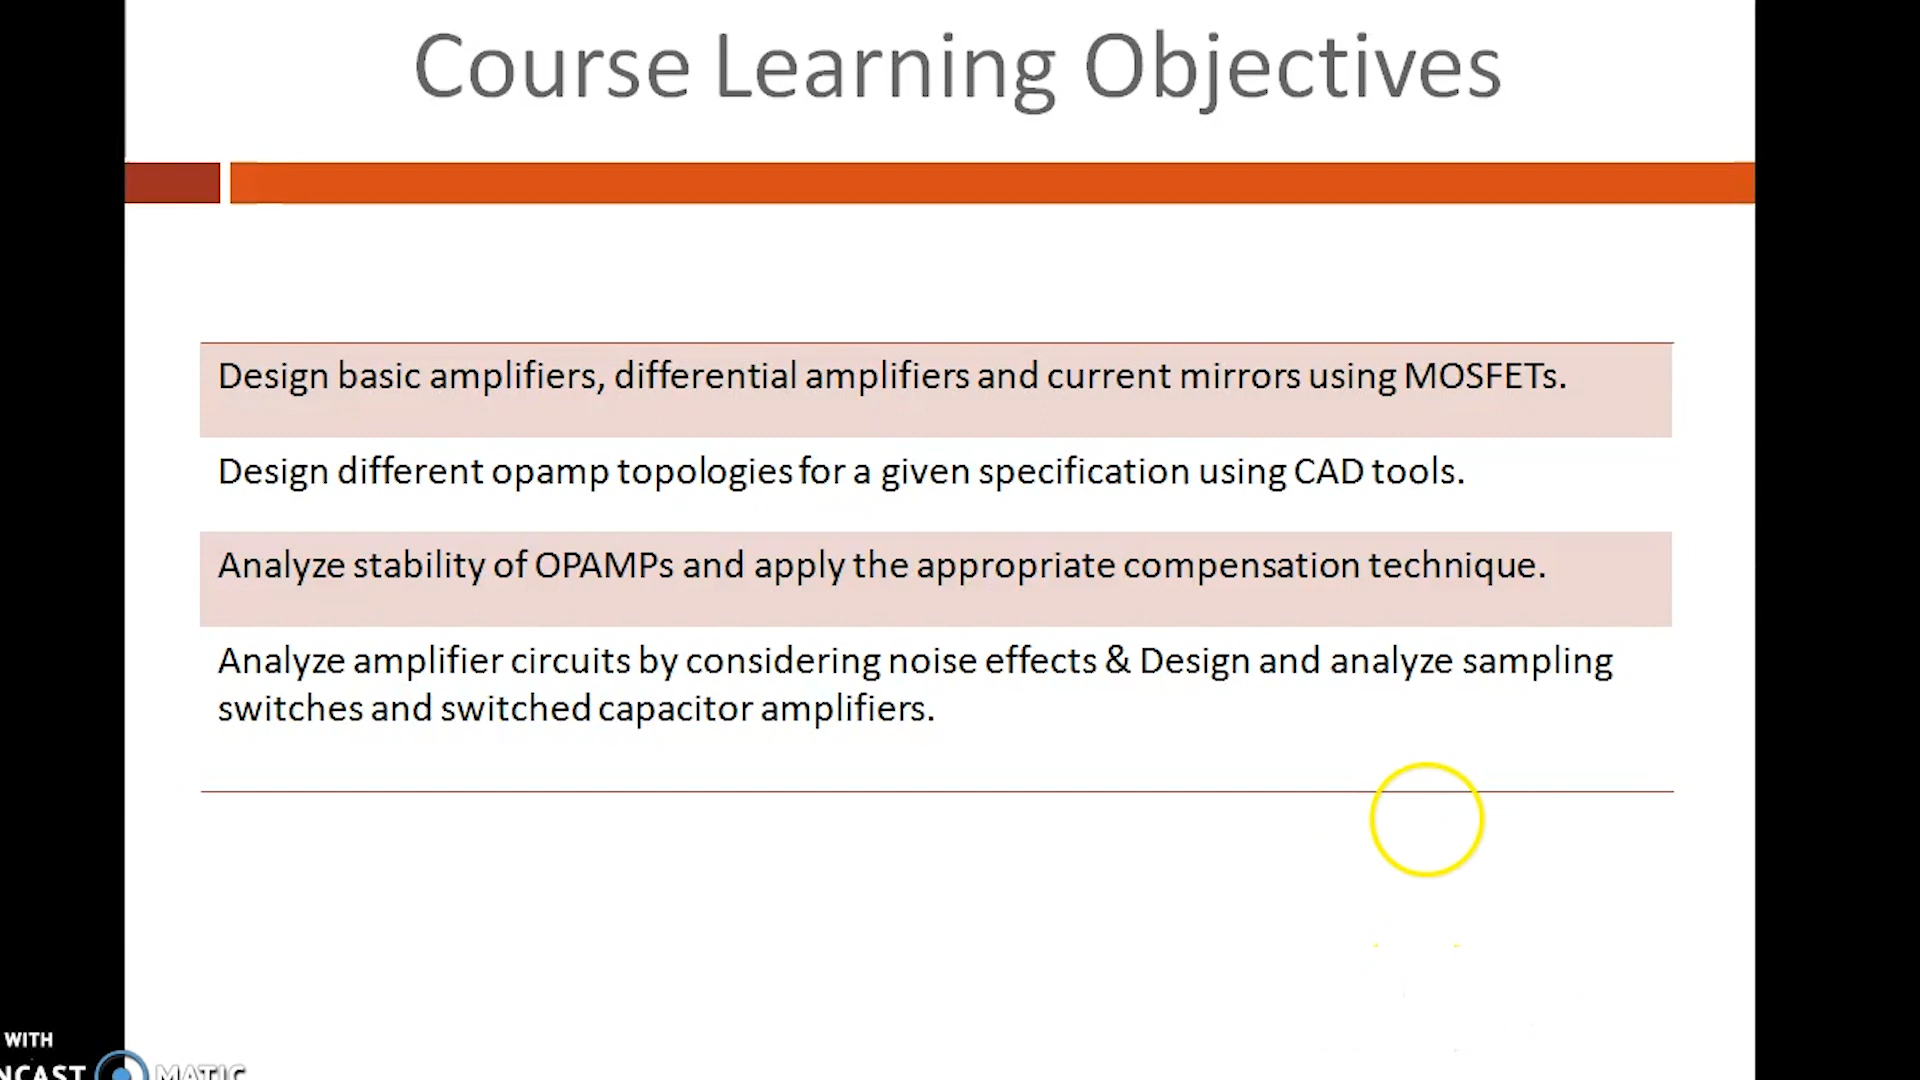 Course Learning Objectives
Design basic amplifiers, differential amplifiers and current mirrors using MOSFETs.
Design different opamp topologies for a given specification using CAD tools.
Analyze stability of OPAMPs and apply the appropriate compensation technique.
Analyze amplifier circuits by considering noise effects & Design and analyze sampling
switches and switched capacitor amplifiers.
WITH
NCAST MATIC